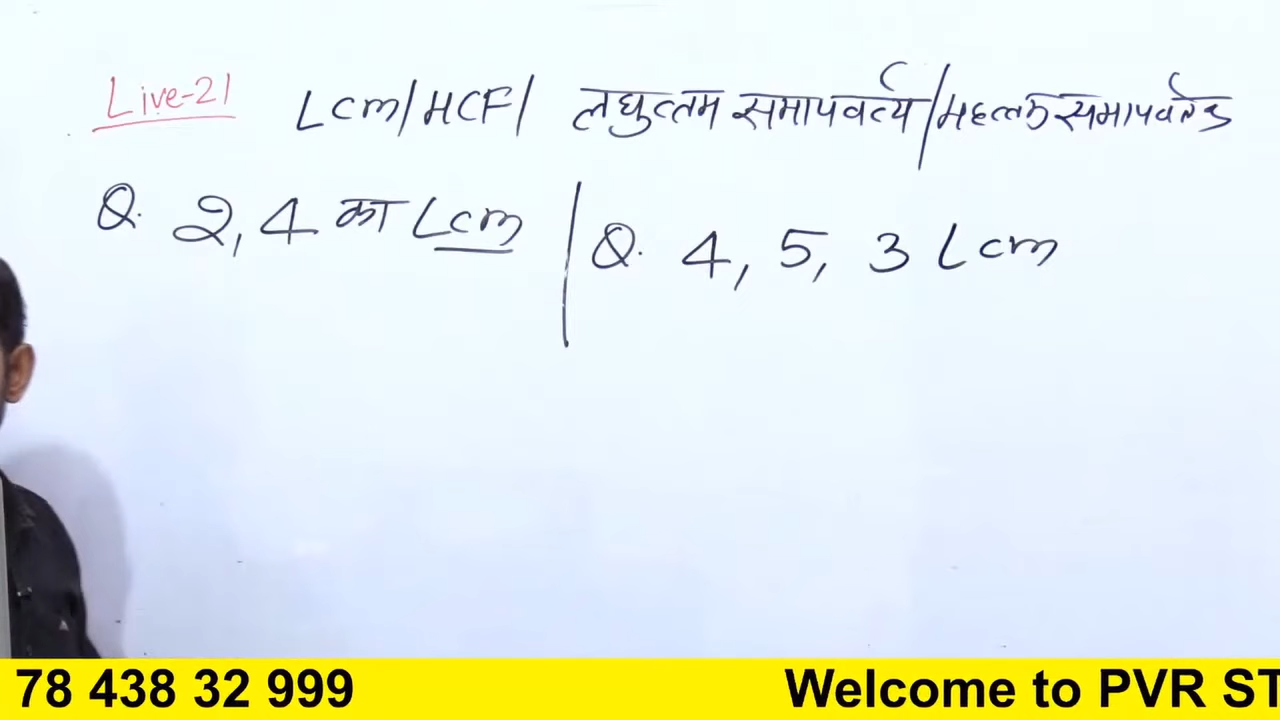 Live-21 Lcm/HCF/ लघुत्तम समापवर्त्य/महत्तम समापवर्तक
Q. 2,4 का Lcm
Q. 4, 5, 3 Lcm
78 438 32 999 Welcome to PVR ST